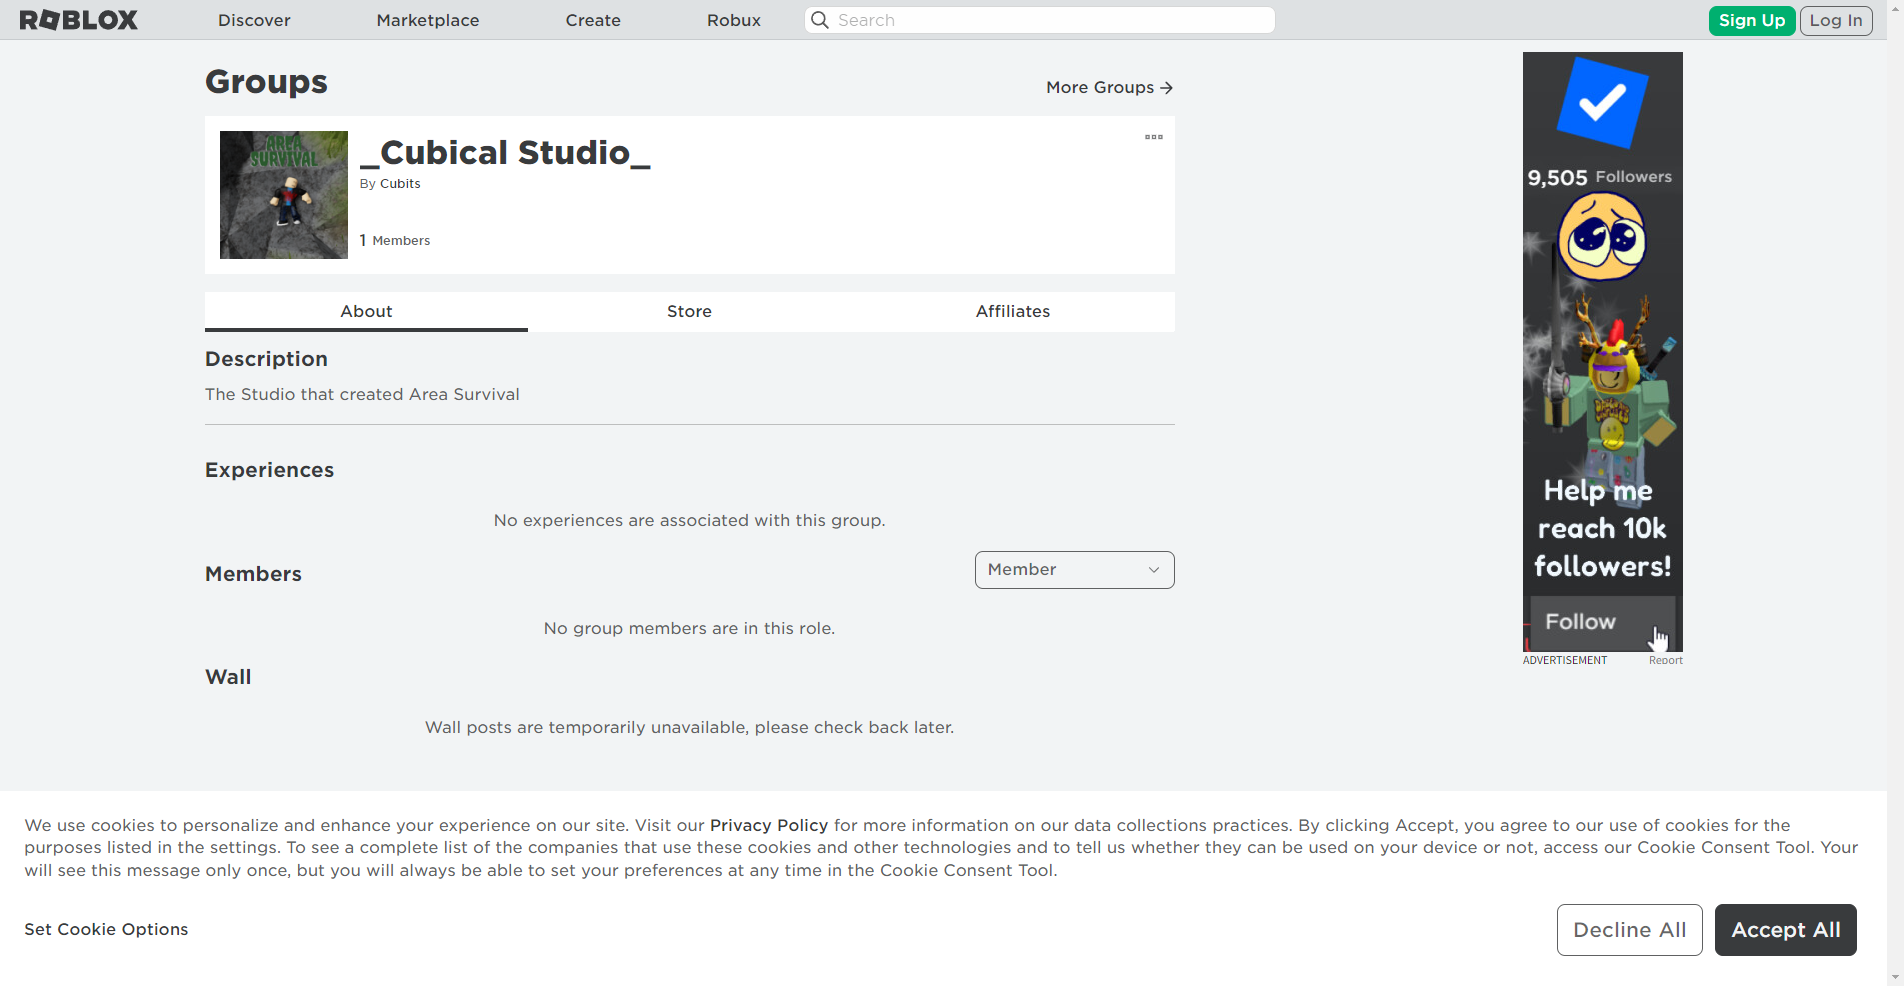 ROBLOX
Discover
Marketplace
Create
Robux
Search
Sign Up
Log In
Groups
More Groups
AREA
SURVIVAL
_Cubical Studio_
By Cubits
1 Members
About
Store
Affiliates
Description
The Studio that created Area Survival
Experiences
No experiences are associated with this group.
Members
Member
No group members are in this role.
Wall
Wall posts are temporarily unavailable, please check back later.
9,505 Followers
Help me
reach 10k
followers!
Follow
ADVERTISEMENT
Report
We use cookies to personalize and enhance your experience on our site. Visit our Privacy Policy for more information on our data collections practices. By clicking Accept, you agree to our use of cookies for the
purposes listed in the settings. To see a complete list of the companies that use these cookies and other technologies and to tell us whether they can be used on your device or not, access our Cookie Consent Tool. Your
will see this message only once, but you will always be able to set your preferences at any time in the Cookie Consent Tool.
Set Cookie Options
Decline All
Accept All